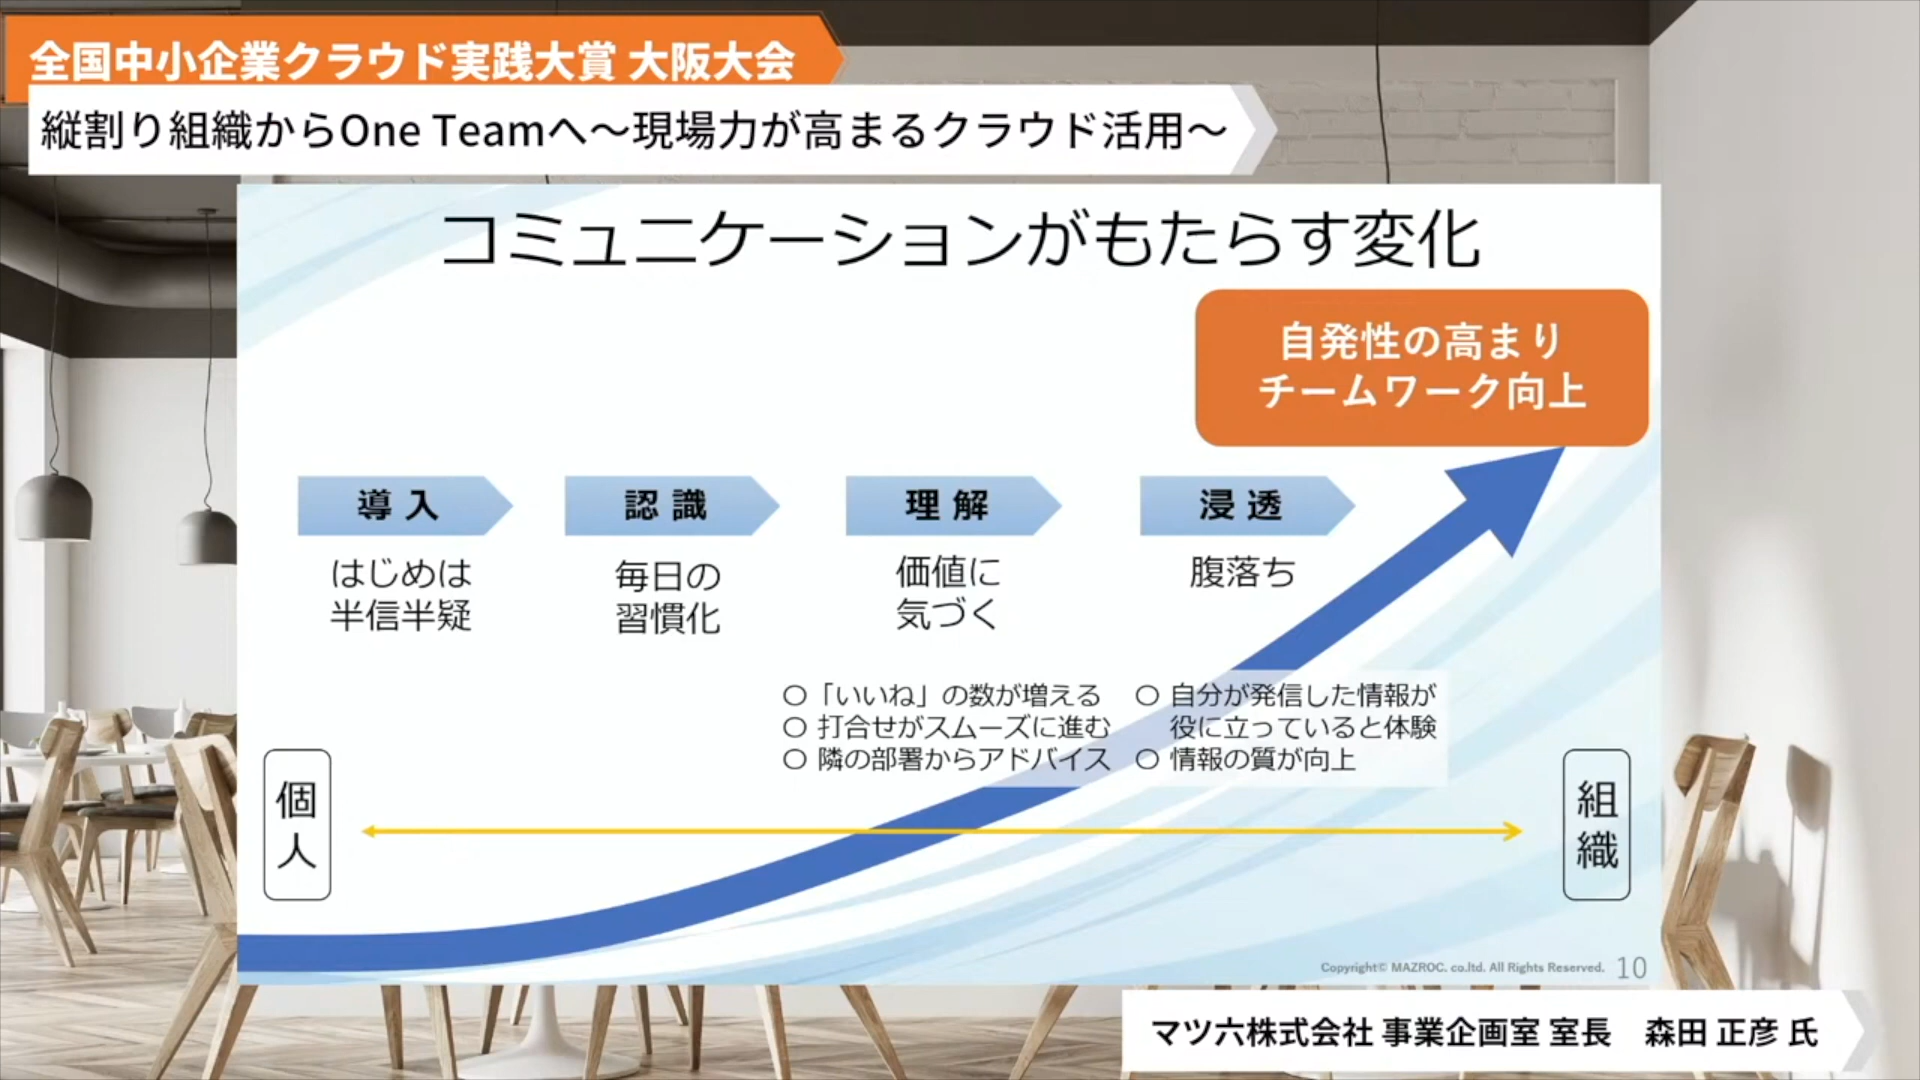 全国中小企業クラウド実践大賞 大阪大会
縦割り組織からOne Teamへ～現場力が高まるクラウド活用～
コミュニケーションがもたらす変化
自発性の高まり
チームワーク向上
導 入
はじめは
半信半疑
認 識
毎日の
習慣化
理 解
価値に
気づく
浸 透
腹落ち
○ 「いいね」の数が増える
○ 打合せがスムーズに進む
○ 隣の部署からアドバイス
○ 自分が発信した情報が
役に立っていると体験
○ 情報の質が向上
個
人
組
織
Copyright© MAZROC. co.ltd. All Rights Reserved.
10
マツ六株式会社 事業企画室 室長　森田 正彦 氏